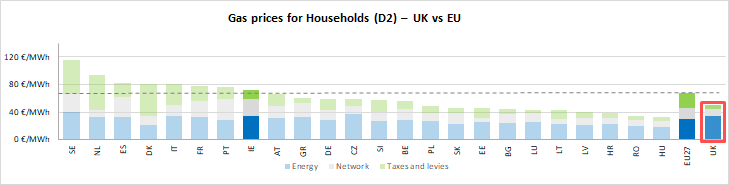 Gas prices for Households (D2) – UK vs EU
120 €/MWh
80 €/MWh
40 €/MWh
0 €/MWh
SE NL ES DK IT FR PT IE AT GR DE CZ SI BE PL SK EE BG LU LT LV HR RO HU EU27 UK
Energy Network Taxes and levies